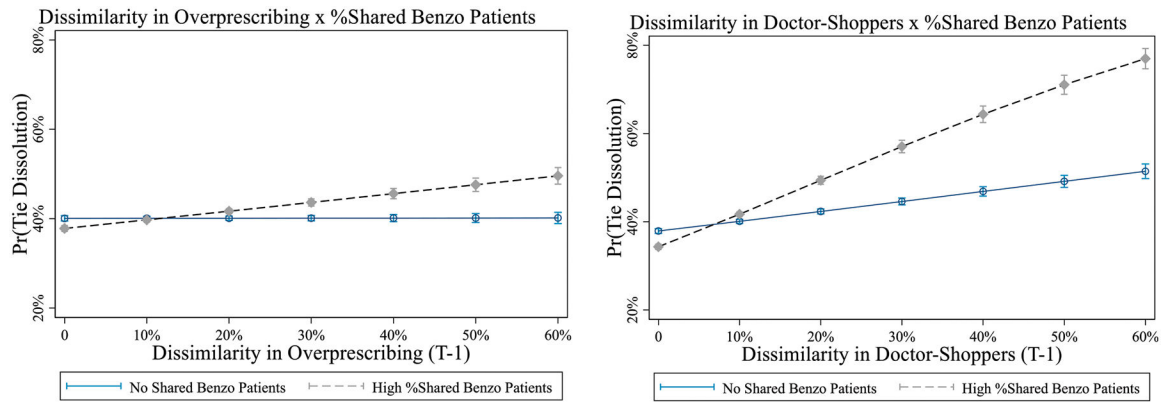 Dissimilarity in Overprescribing x %Shared Benzo Patients
Pr(Tie Dissolution)
80%
60%
40%
20%
0 10% 20% 30% 40% 50% 60%
Dissimilarity in Overprescribing (T-1)
No Shared Benzo Patients High %Shared Benzo Patients
Dissimilarity in Doctor-Shoppers x %Shared Benzo Patients
Pr(Tie Dissolution)
80%
60%
40%
20%
0 10% 20% 30% 40% 50% 60%
Dissimilarity in Doctor-Shoppers (T-1)
No Shared Benzo Patients High %Shared Benzo Patients